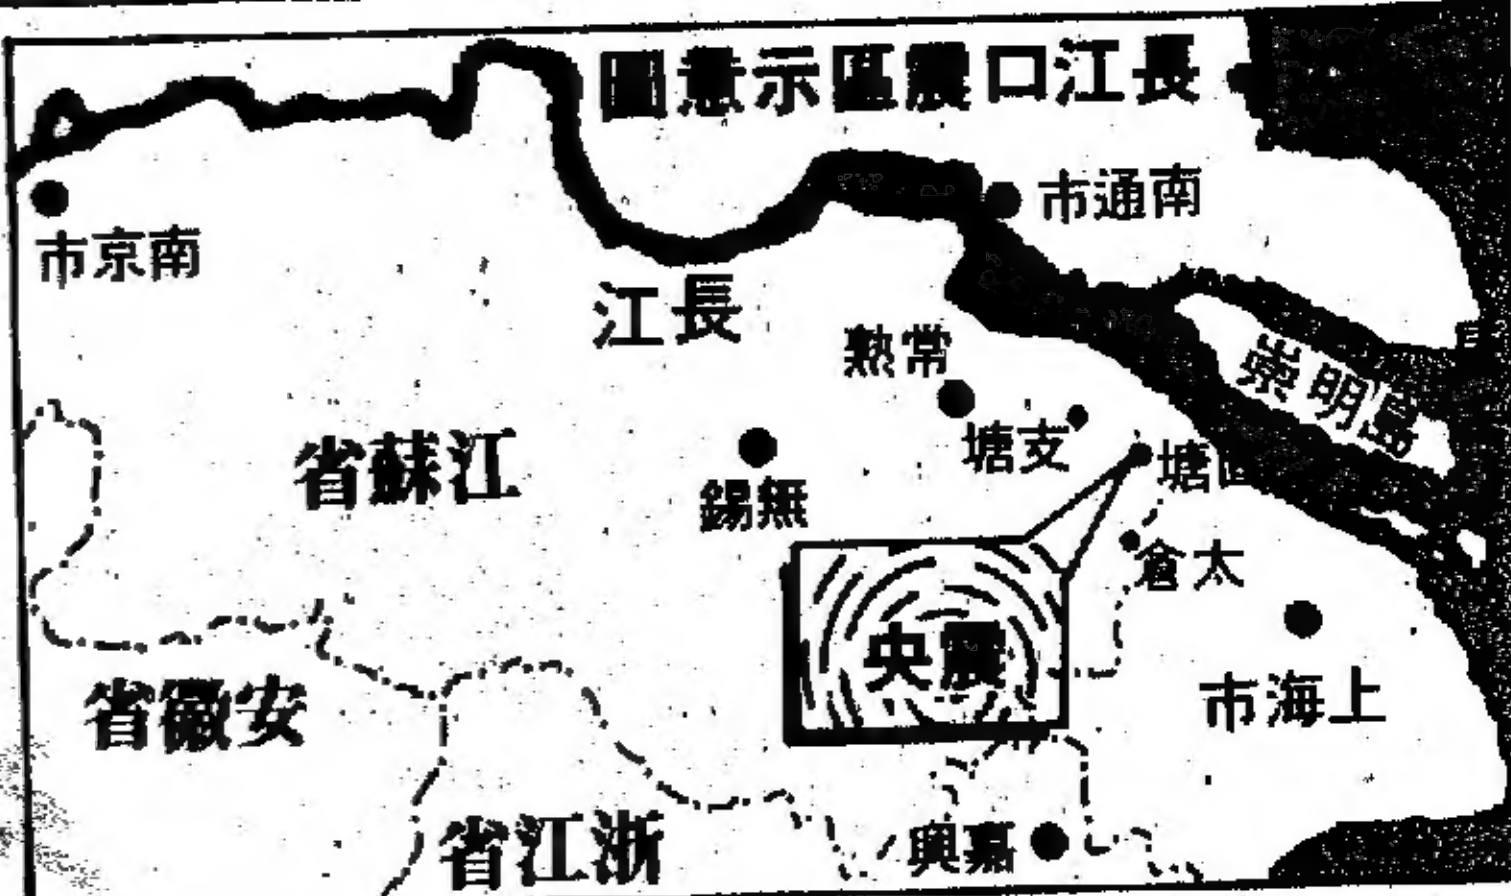 長江口震區示意圖
南通市
南京市
長江
常熟
崇明島
支塘
江蘇省
無錫
太倉
震央
上海市
安徽省
嘉興
浙江省